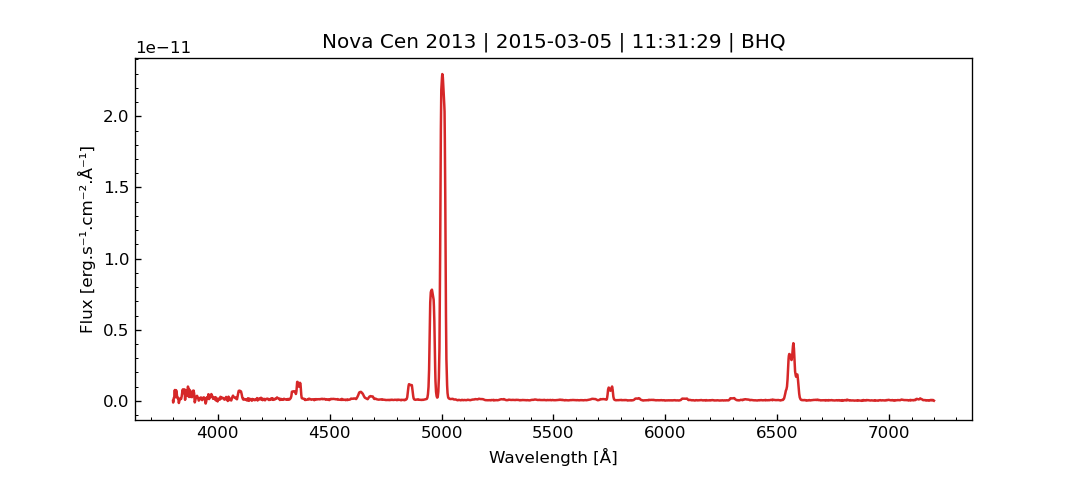 Nova Cen 2013 | 2015-03-05 | 11:31:29 | BHQ
1e−11
2.0
1.5
1.0
0.5
0.0
Flux [erg.s⁻¹.cm⁻².Å⁻¹]
4000 4500 5000 5500 6000 6500 7000
Wavelength [Å]